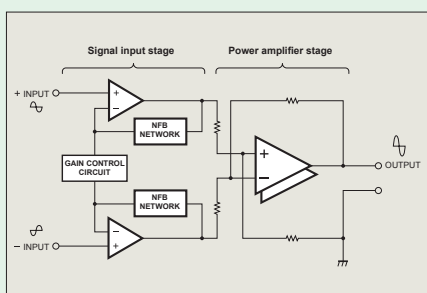 Signal input stage
Power amplifier stage
+ INPUT
+
−
NFB
NETWORK
GAIN CONTROL
CIRCUIT
NFB
NETWORK
−
+
− INPUT
+
−
OUTPUT